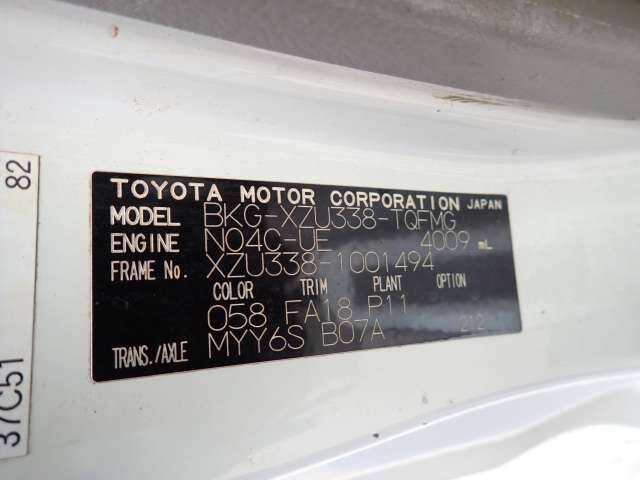 TOYOTA MOTOR CORPORATION JAPAN
MODEL BKG-XZU338-TQFMG
ENGINE N04C-UE 4009 mL
FRAME No. XZU338-1001494
COLOR TRIM PLANT OPTION
058 FA18 P11
TRANS./AXLE MYY6S B07A 212
82
37C51